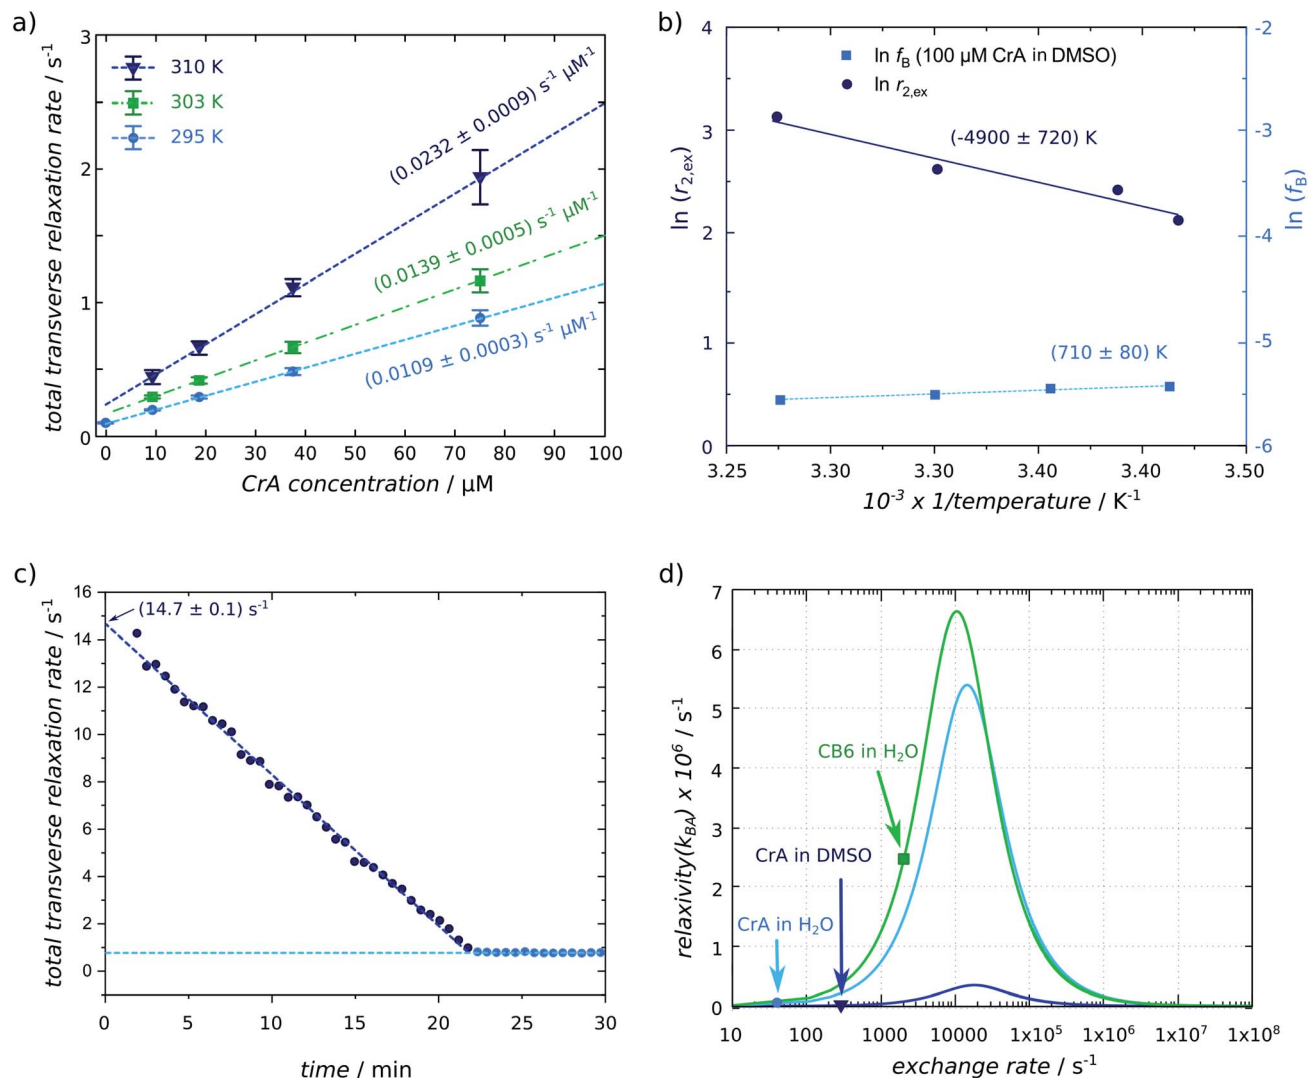 a)
total transverse relaxation rate / s⁻¹
3
2
1
0
310 K
303 K
295 K
(0.0232 ± 0.0009) s⁻¹ µM⁻¹
(0.0139 ± 0.0005) s⁻¹ µM⁻¹
(0.0109 ± 0.0003) s⁻¹ µM⁻¹
0 10 20 30 40 50 60 70 80 90 100
CrA concentration / µM
b)
ln (r2,ex)
4
3
2
1
0
ln fB (100 µM CrA in DMSO)
ln r2,ex
(-4900 ± 720) K
(710 ± 80) K
-2
-3
-4
-5
-6
ln (fB)
3.25 3.30 3.30 3.40 3.40 3.50
10⁻³ x 1/temperature / K⁻¹
c)
total transverse relaxation rate / s⁻¹
16
14
12
10
8
6
4
2
0
(14.7 ± 0.1) s⁻¹
0 5 10 15 20 25 30
time / min
d)
relaxivity(kBA) x 10⁶ / s⁻¹
7
6
5
4
3
2
1
0
CB6 in H₂O
CrA in DMSO
CrA in H₂O
10 100 1000 10000 1x10⁵ 1x10⁶ 1x10⁷ 1x10⁸
exchange rate / s⁻¹